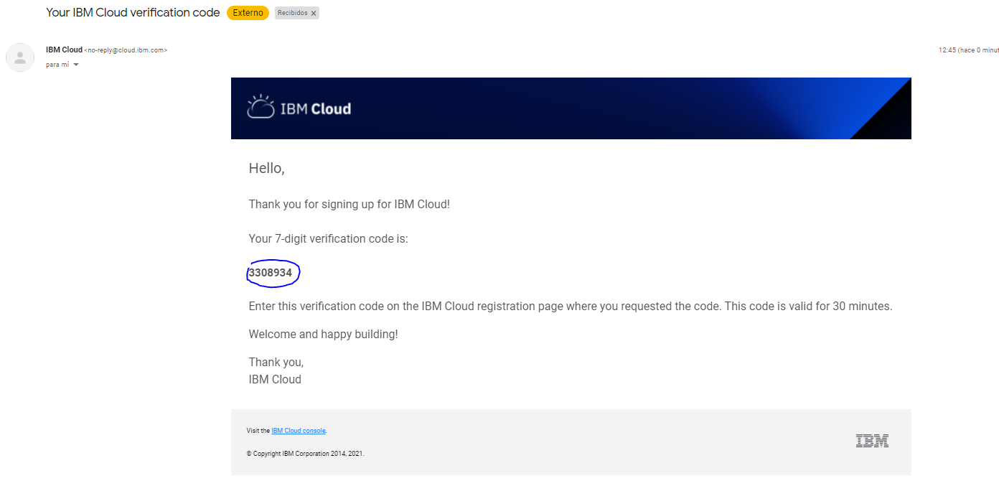 Your IBM Cloud verification code Externo Recibidos x
IBM Cloud <no-reply@cloud.ibm.com> 12:45 (hace 0 minut
para mí
IBM Cloud
Hello,
Thank you for signing up for IBM Cloud!
Your 7-digit verification code is:
3308934
Enter this verification code on the IBM Cloud registration page where you requested the code. This code is valid for 30 minutes.
Welcome and happy building!
Thank you,
IBM Cloud
Visit the IBM Cloud console.
IBM
© Copyright IBM Corporation 2014, 2021.